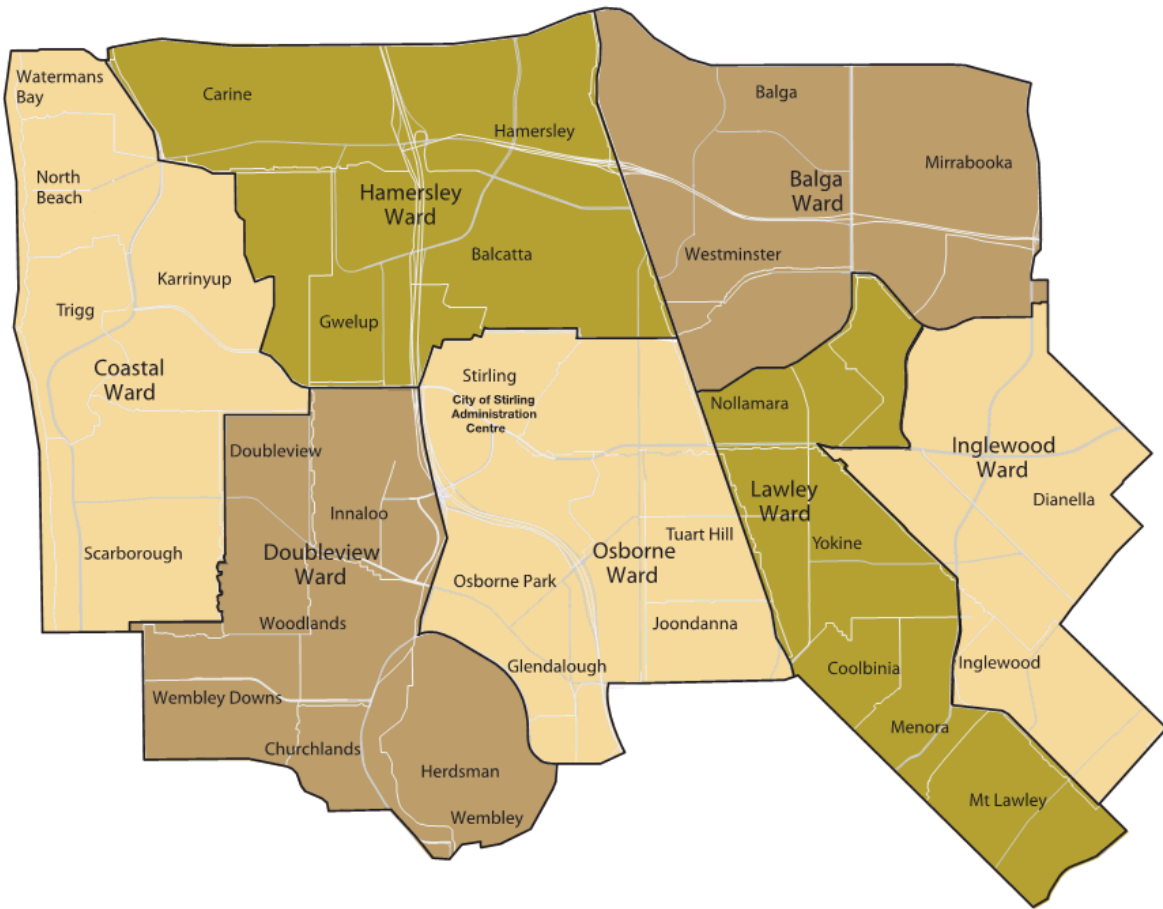 Watermans
Bay
Carine
Balga
Hamersley
Mirrabooka
North
Beach
Hamersley
Ward
Balga
Ward
Balcatta
Westminster
Karrinyup
Trigg
Gwelup
Coastal
Ward
Stirling
City of Stirling
Administration
Centre
Nollamara
Doubleview
Inglewood
Ward
Dianella
Innaloo
Lawley
Ward
Tuart Hill
Yokine
Scarborough
Doubleview
Ward
Osborne
Ward
Osborne Park
Woodlands
Joondanna
Glendalough
Coolbinia
Inglewood
Wembley Downs
Menora
Churchlands
Herdsman
Mt Lawley
Wembley